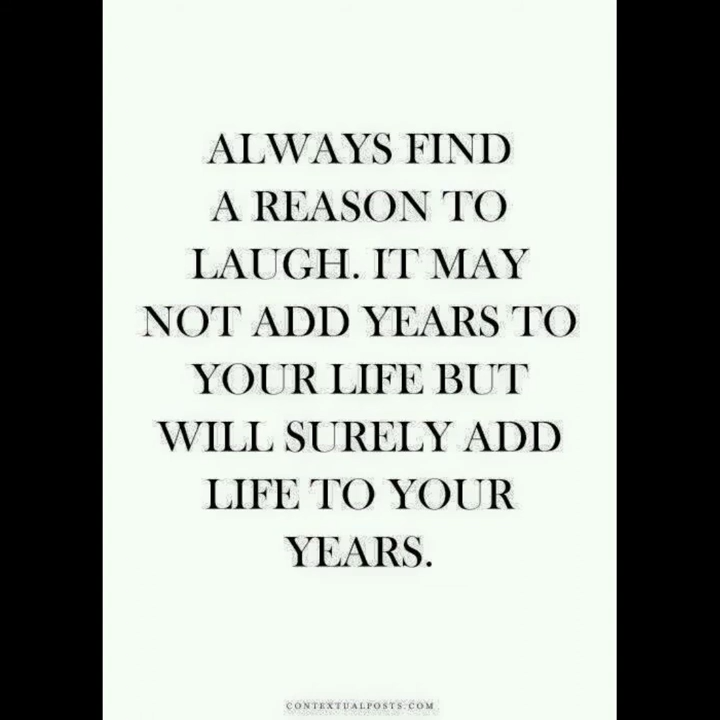 ALWAYS FIND
A REASON TO
LAUGH. IT MAY
NOT ADD YEARS TO
YOUR LIFE BUT
WILL SURELY ADD
LIFE TO YOUR
YEARS.
CONTEXTUALPOSTS.COM